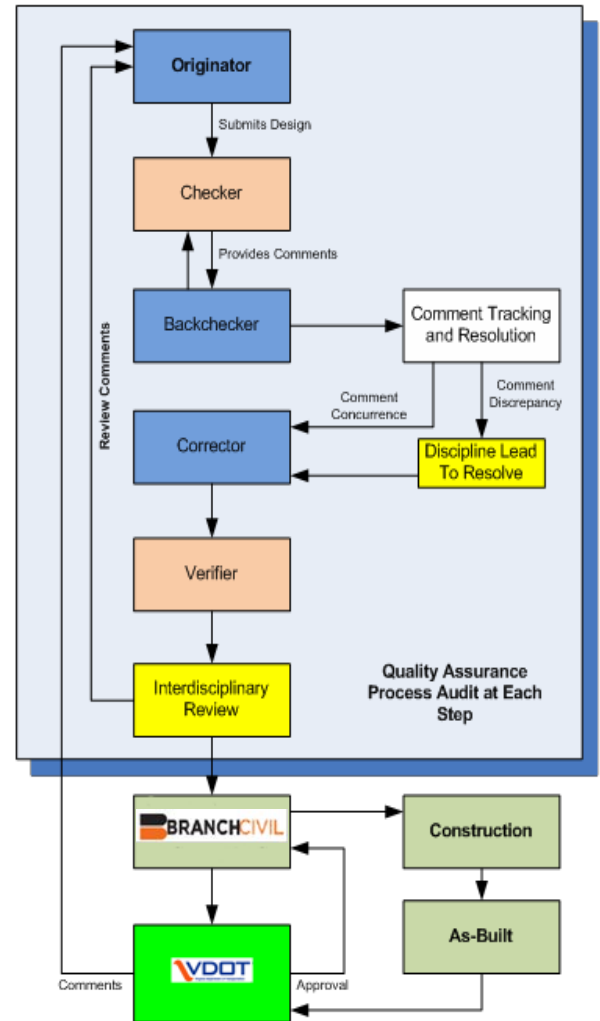 Originator
Submits Design
Checker
Provides Comments
Backchecker
Comment Tracking
and Resolution
Review Comments
Comment
Concurrence
Comment
Discrepancy
Corrector
Discipline Lead
To Resolve
Verifier
Interdisciplinary
Review
Quality Assurance
Process Audit at Each
Step
BRANCHCIVIL
Construction
As-Built
VDOT
Comments
Approval